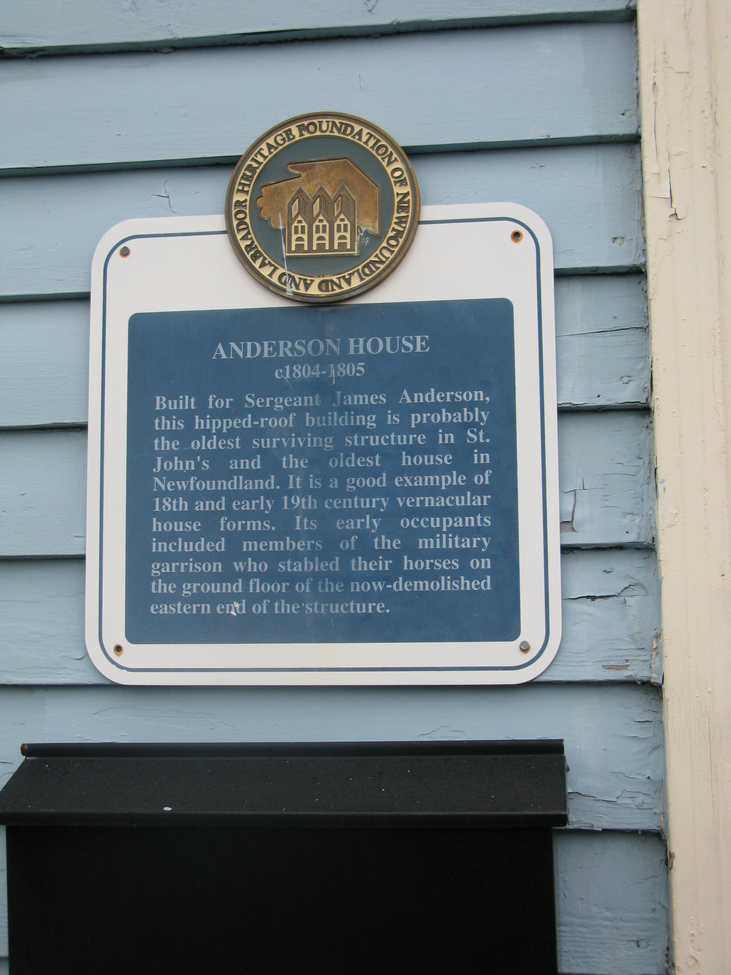 HERITAGE FOUNDATION OF NEWFOUNDLAND AND LABRADOR
ANDERSON HOUSE
c1804-1805
Built for Sergeant James Anderson,
this hipped-roof building is probably
the oldest surviving structure in St.
John's and the oldest house in
Newfoundland. It is a good example of
18th and early 19th century vernacular
house forms. Its early occupants
included members of the military
garrison who stabled their horses on
the ground floor of the now-demolished
eastern end of the structure.